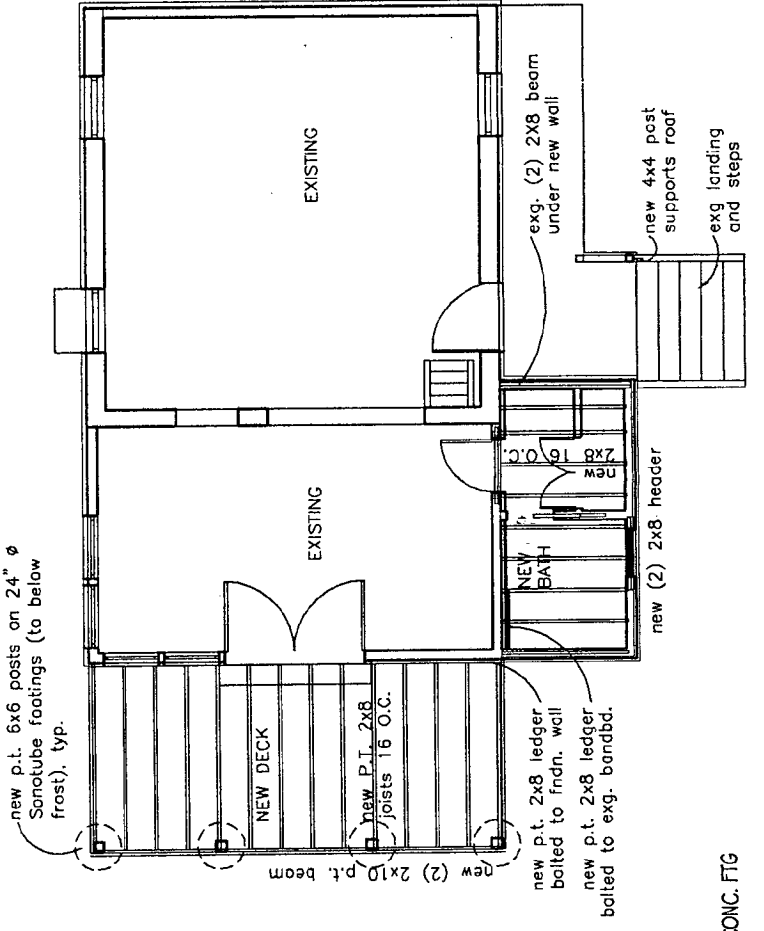 new p.t. 6x6 posts on 24" ø
Sonotube footings (to below
frost), typ.
EXISTING
EXISTING
exg. (2) 2X8 beam
under new wall
new 4x4 post
supports roof
exg landing
and steps
new
2x8 16 O.C.
NEW
BATH
new (2) 2x8 header
NEW DECK
new P.T. 2x8
joists 16 O.C.
new (2) 2x10 p.t. beam
new p.t. 2x8 ledger
bolted to fndn. wall
new p.t. 2x8 ledger
bolted to exg. bandbd.
CONC. FTG